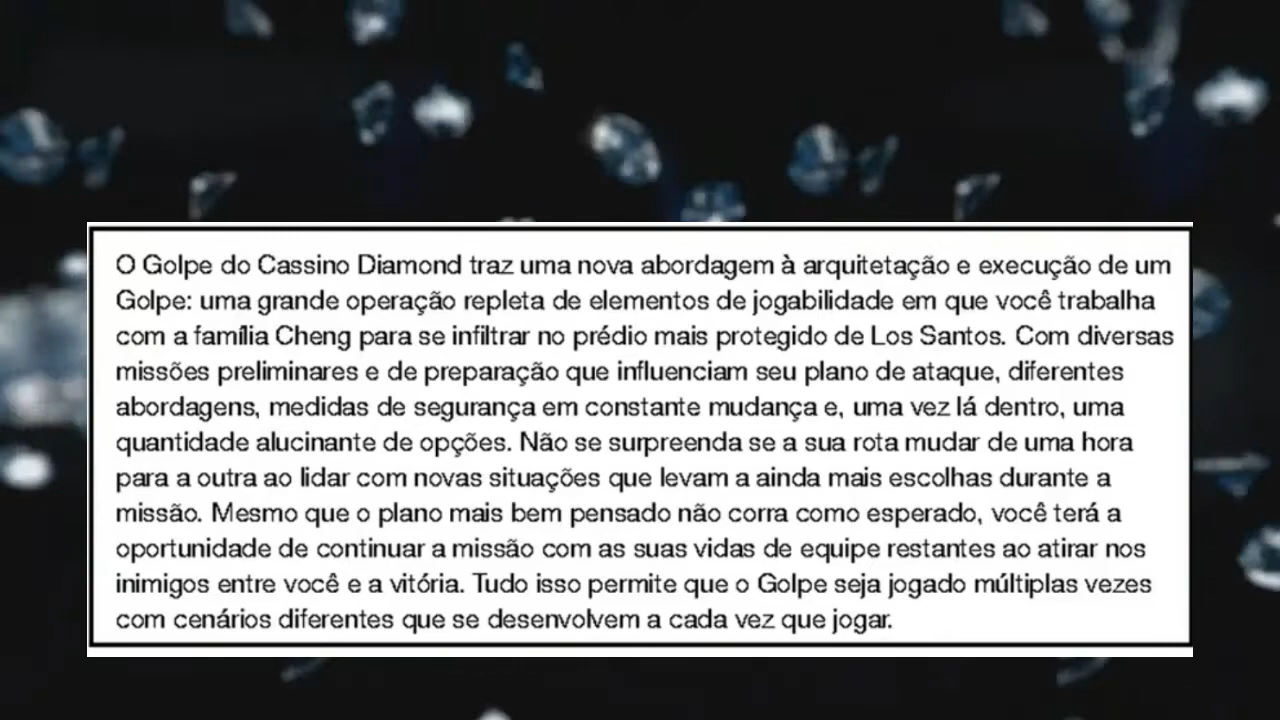 O Golpe do Cassino Diamond traz uma nova abordagem à arquitetação e execução de um
Golpe: uma grande operação repleta de elementos de jogabilidade em que você trabalha
com a família Cheng para se infiltrar no prédio mais protegido de Los Santos. Com diversas
missões preliminares e de preparação que influenciam seu plano de ataque, diferentes
abordagens, medidas de segurança em constante mudança e, uma vez lá dentro, uma
quantidade alucinante de opções. Não se surpreenda se a sua rota mudar de uma hora
para a outra ao lidar com novas situações que levam a ainda mais escolhas durante a
missão. Mesmo que o plano mais bem pensado não corra como esperado, você terá a
oportunidade de continuar a missão com as suas vidas de equipe restantes ao atirar nos
inimigos entre você e a vitória. Tudo isso permite que o Golpe seja jogado múltiplas vezes
com cenários diferentes que se desenvolvem a cada vez que jogar.